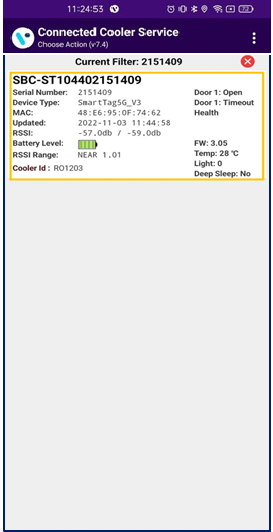 11:24:53
72
Connected Cooler Service
Choose Action (v7.4)
Current Filter: 2151409
SBC-ST104402151409
Serial Number: 2151409 Door 1: Open
Device Type: SmartTag5G_V3 Door 1: Timeout
MAC: 48:E6:95:0F:74:62 Health
Updated: 2022-11-03 11:44:58
RSSI: -57.0db / -59.0db
Battery Level: FW: 3.05
RSSI Range: NEAR 1.01 Temp: 28 °C
Light: 0
Cooler Id : RO1203
Deep Sleep: No